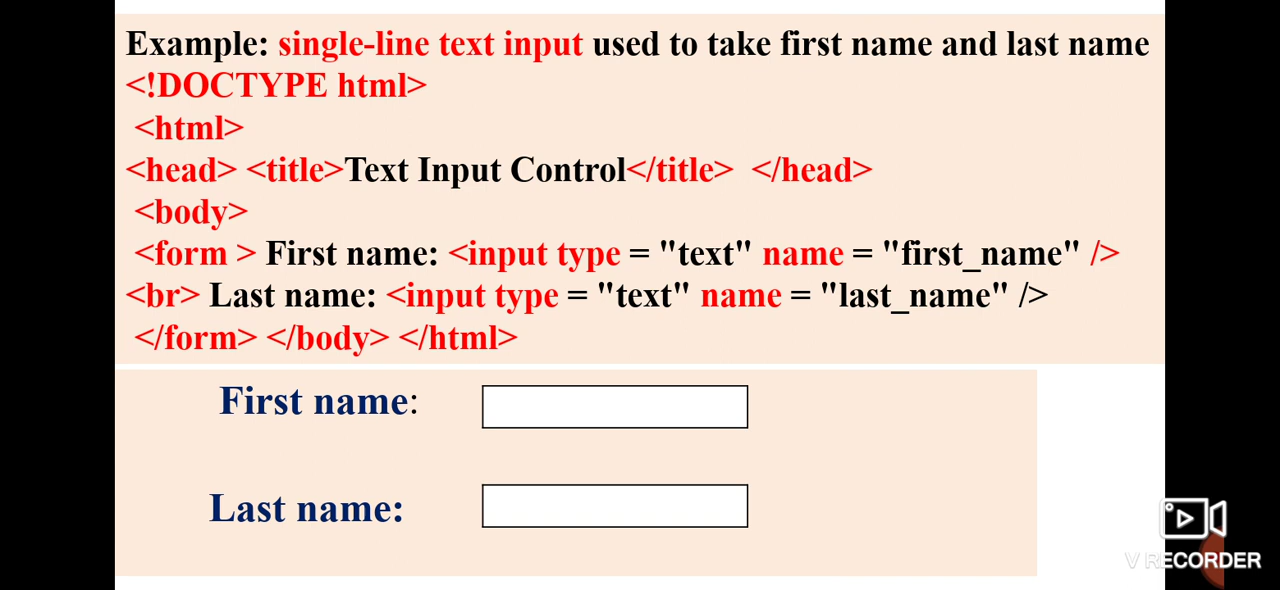 Example: single-line text input used to take first name and last name
<!DOCTYPE html>
<html>
<head> <title>Text Input Control</title> </head>
<body>
<form > First name: <input type = "text" name = "first_name" />
<br> Last name: <input type = "text" name = "last_name" />
</form> </body> </html>
First name:
Last name:
V RECORDER